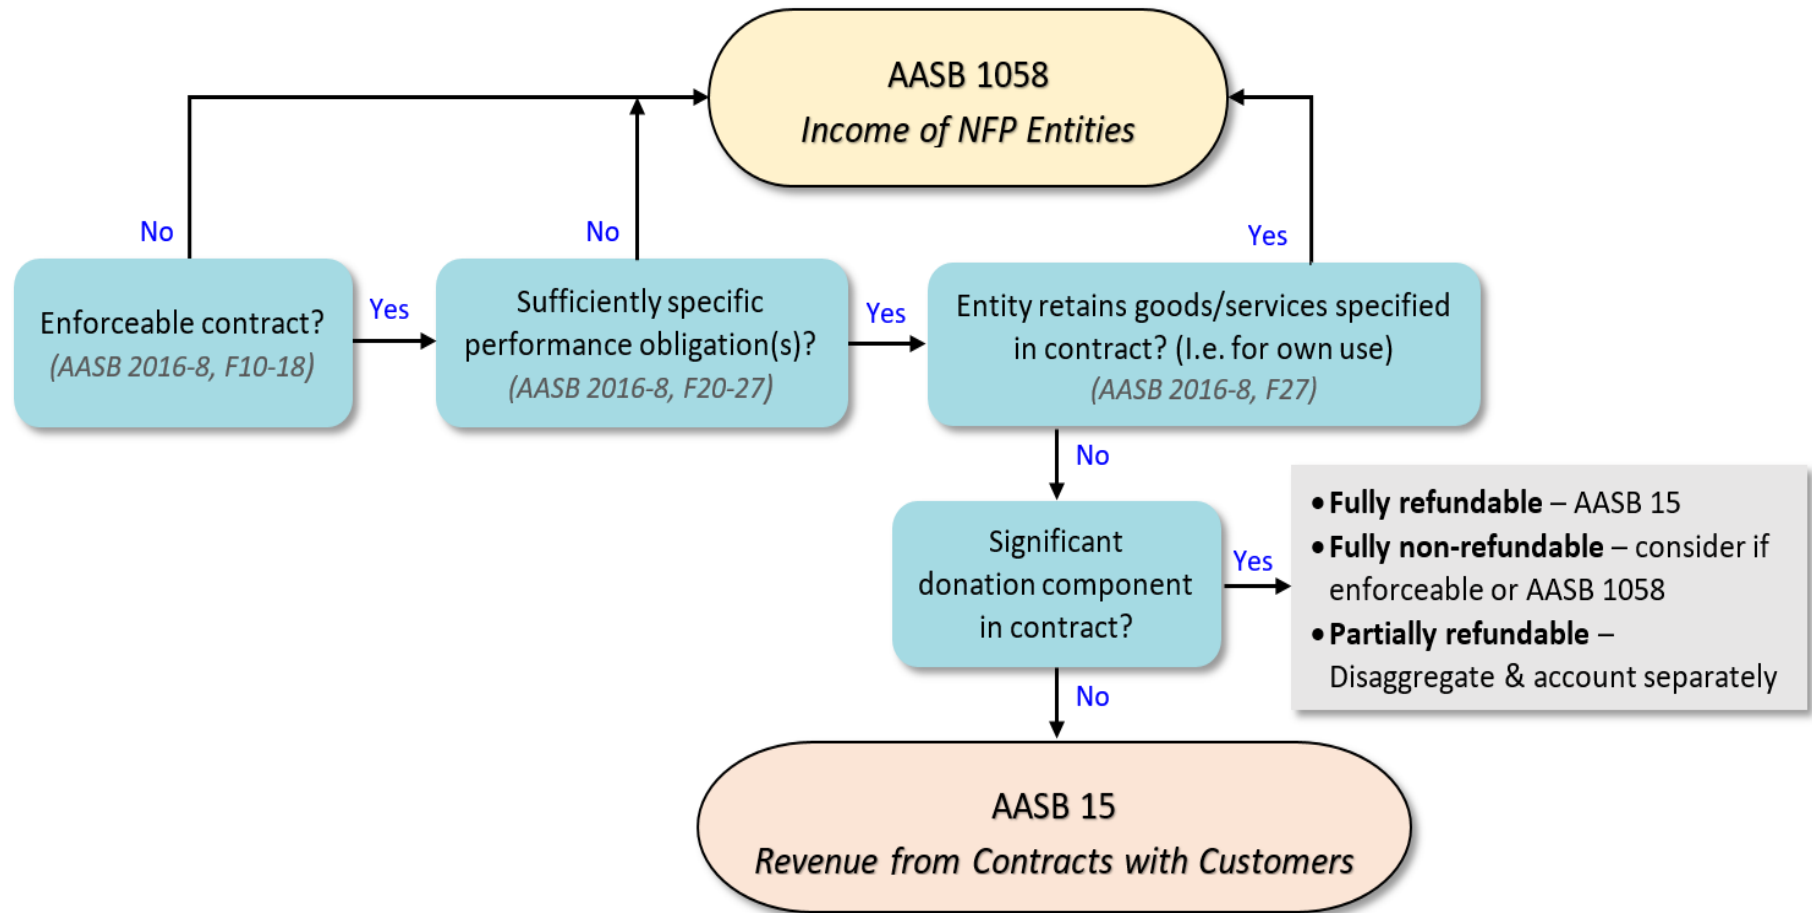 AASB 1058
Income of NFP Entities
No
No
Yes
Enforceable contract?
(AASB 2016-8, F10-18)
Yes
Sufficiently specific
performance obligation(s)?
(AASB 2016-8, F20-27)
Yes
Entity retains goods/services specified
in contract? (I.e. for own use)
(AASB 2016-8, F27)
No
Significant
donation component
in contract?
Yes
• Fully refundable – AASB 15
• Fully non-refundable – consider if
enforceable or AASB 1058
• Partially refundable –
Disaggregate & account separately
No
AASB 15
Revenue from Contracts with Customers